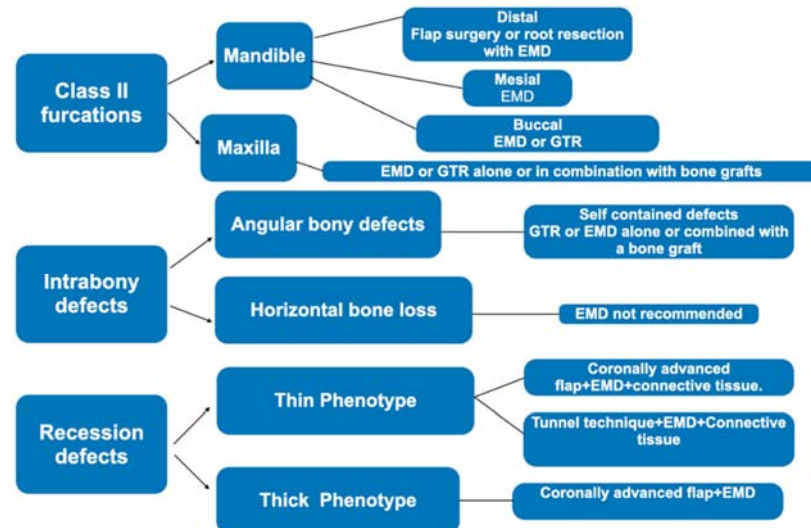 Class II
furcations
Mandible
Distal
Flap surgery or root resection
with EMD
Mesial
EMD
Buccal
EMD or GTR
Maxilla
EMD or GTR alone or in combination with bone grafts
Intrabony
defects
Angular bony defects
Self contained defects
GTR or EMD alone or combined with
a bone graft
Horizontal bone loss
EMD not recommended
Recession
defects
Thin Phenotype
Coronally advanced
flap+EMD+connective tissue.
Tunnel technique+EMD+Connective
tissue
Thick Phenotype
Coronally advanced flap+EMD